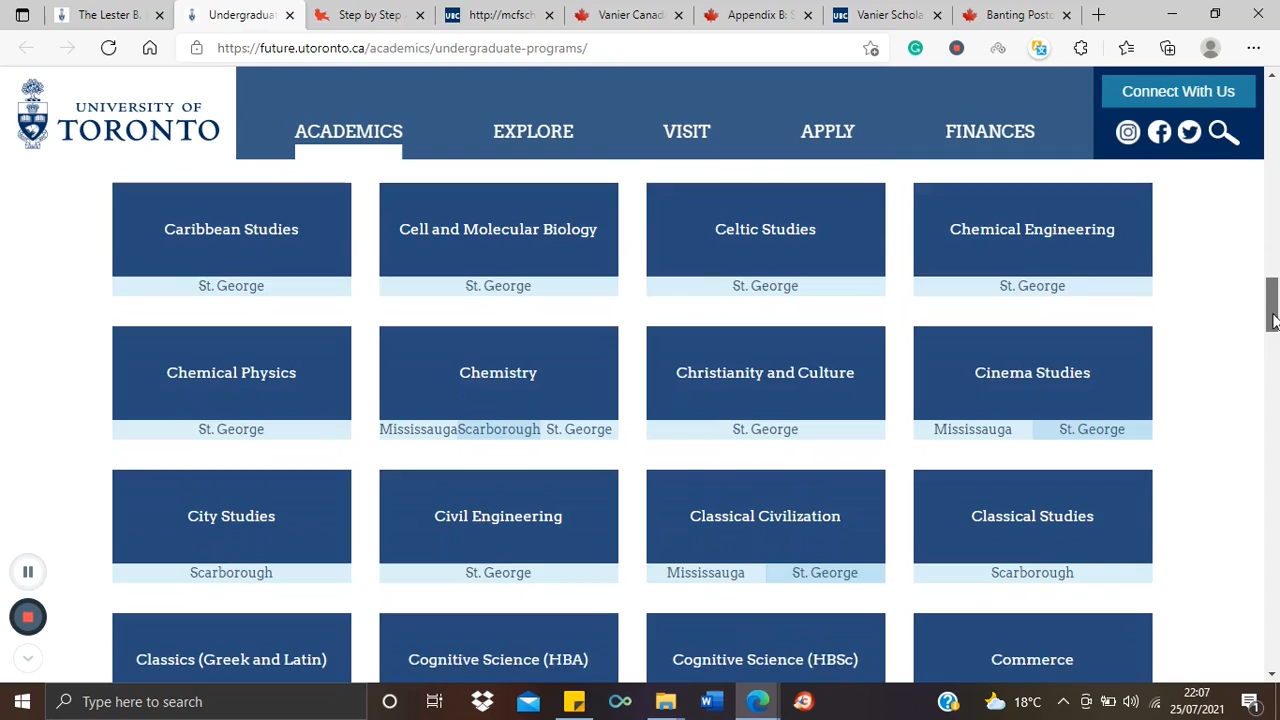 The Lester B
Undergraduat
Step by Step
http://mcfsch
Vanier Canad
Appendix B: S
Vanier Schola
Banting Posto
https://future.utoronto.ca/academics/undergraduate-programs/
UNIVERSITY OF
TORONTO
ACADEMICS
EXPLORE
VISIT
APPLY
FINANCES
Connect With Us
Caribbean Studies
Cell and Molecular Biology
Celtic Studies
Chemical Engineering
St. George
St. George
St. George
St. George
Chemical Physics
Chemistry
Christianity and Culture
Cinema Studies
St. George
Mississauga Scarborough St. George
St. George
Mississauga St. George
City Studies
Civil Engineering
Classical Civilization
Classical Studies
Scarborough
St. George
Mississauga St. George
Scarborough
Classics (Greek and Latin)
Cognitive Science (HBA)
Cognitive Science (HBSc)
Commerce
Type here to search
18°C
22:07
25/07/2021
1